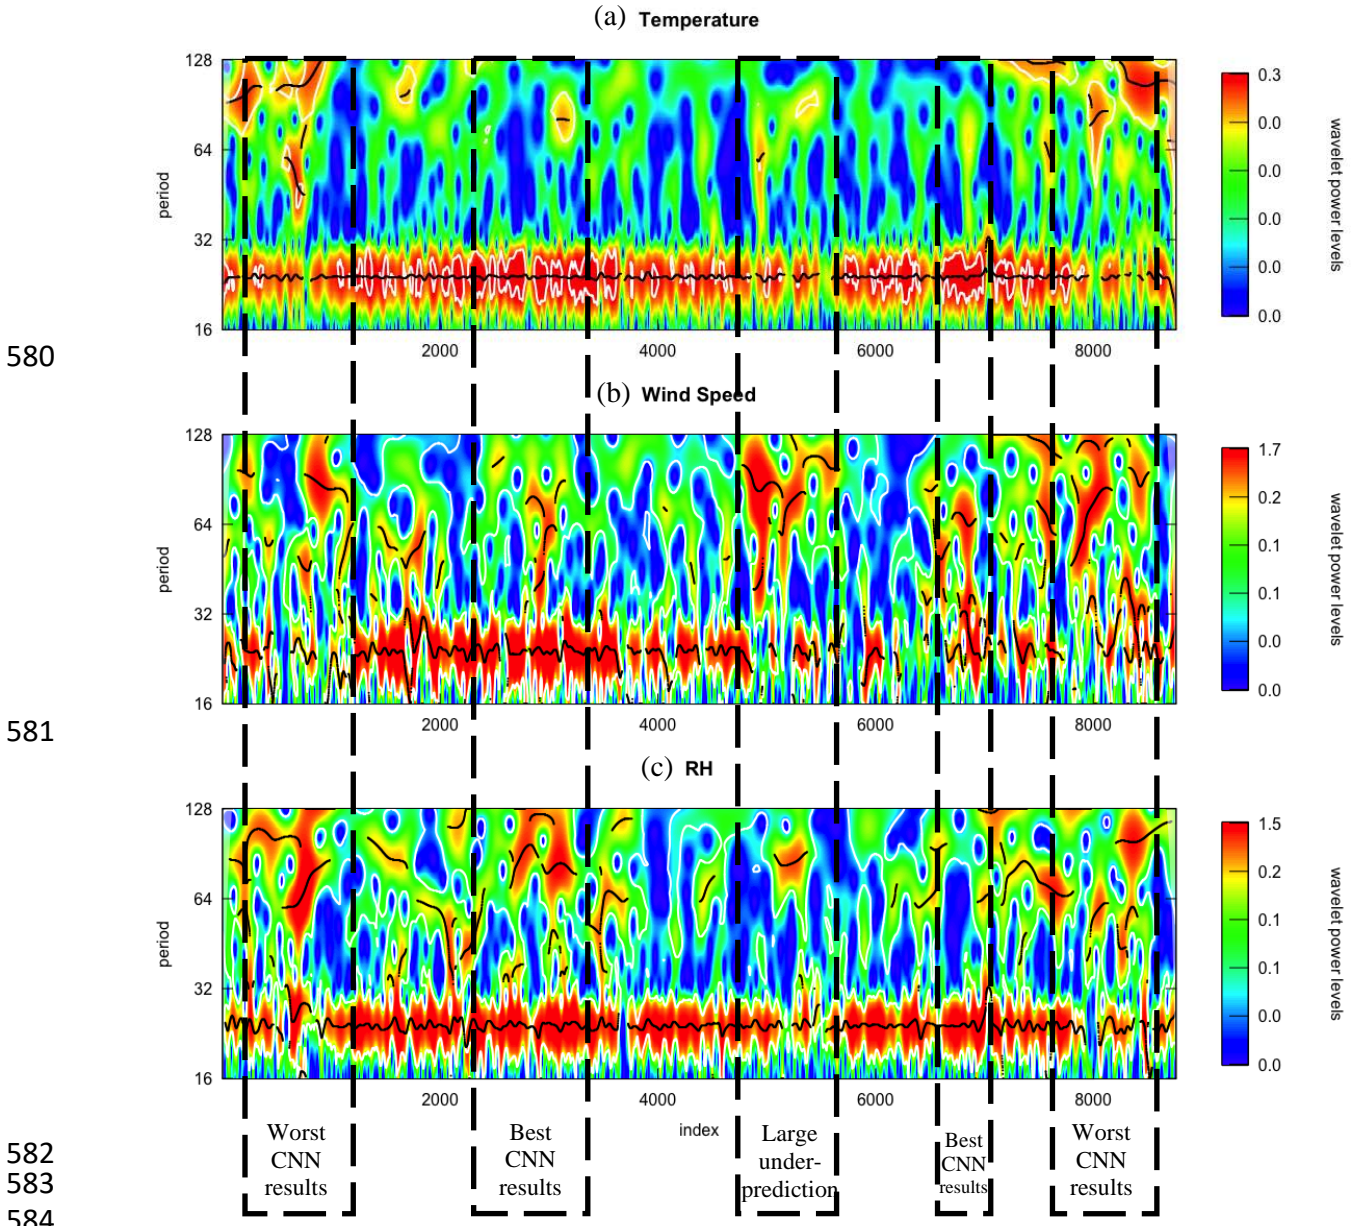 (a) Temperature
128
64
32
16
period
2000
4000
6000
8000
0.3
0.0
0.0
0.0
0.0
0.0
wavelet power levels
580
(b) Wind Speed
128
64
32
16
period
2000
4000
6000
8000
1.7
0.2
0.1
0.1
0.0
0.0
wavelet power levels
581
(c) RH
128
64
32
16
period
2000
4000
6000
8000
index
1.5
0.2
0.1
0.1
0.0
0.0
wavelet power levels
Worst
CNN
results
Best
CNN
results
Large
under-
prediction
Best
CNN
results
Worst
CNN
results
582
583
584